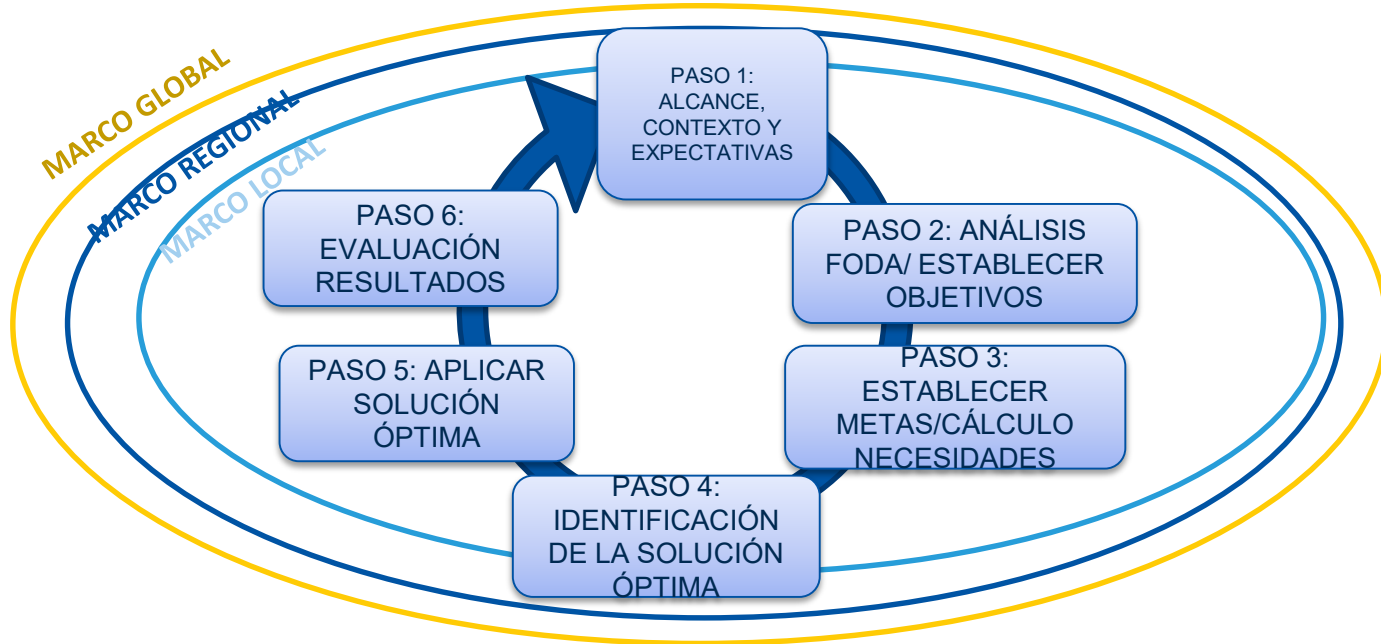 MARCO GLOBAL
MARCO REGIONAL
MARCO LOCAL
PASO 1:
ALCANCE,
CONTEXTO Y
EXPECTATIVAS
PASO 2: ANÁLISIS
FODA/ ESTABLECER
OBJETIVOS
PASO 3:
ESTABLECER
METAS/CÁLCULO
NECESIDADES
PASO 4:
IDENTIFICACIÓN
DE LA SOLUCIÓN
ÓPTIMA
PASO 5: APLICAR
SOLUCIÓN
ÓPTIMA
PASO 6:
EVALUACIÓN
RESULTADOS